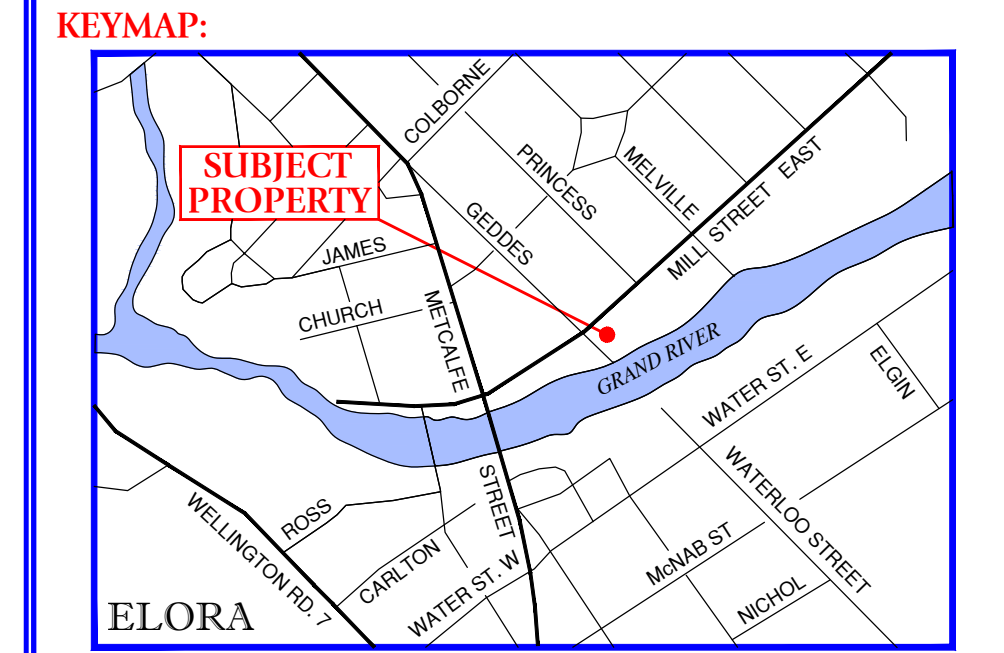 KEYMAP:
COLBORNE
SUBJECT
PROPERTY
PRINCESS
MELVILLE
MILL STREET EAST
GEDDES
JAMES
CHURCH
METCALFE
GRAND RIVER
WATER ST. E
ELGIN
WELLINGTON RD. 7
ROSS
STREET
WATERLOO STREET
CARLTON
WATER ST. W
McNAB ST
NICHOL
ELORA